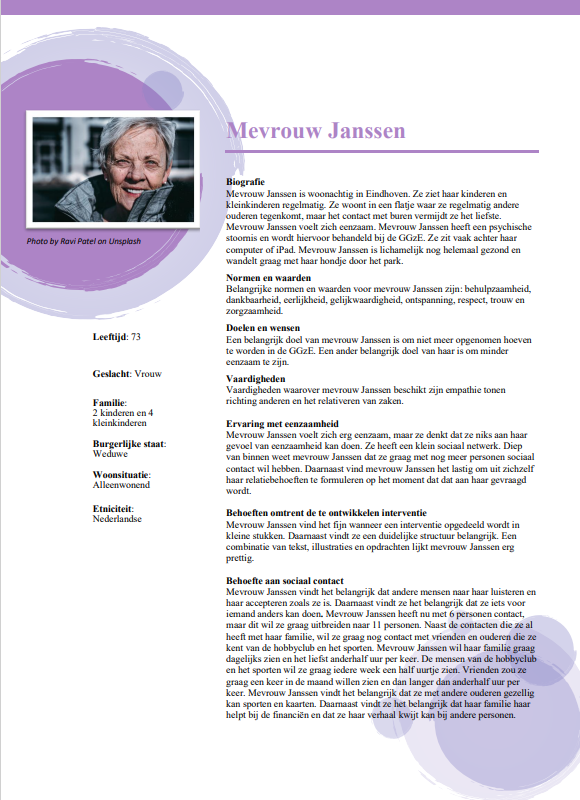 Mevrouw Janssen
Photo by Ravi Patel on Unsplash
Leeftijd: 73
Geslacht: Vrouw
Familie:
2 kinderen en 4
kleinkinderen
Burgerlijke staat:
Weduwe
Woonsituatie:
Alleenwonend
Etniciteit:
Nederlandse
Biografie
Mevrouw Janssen is woonachtig in Eindhoven. Ze ziet haar kinderen en
kleinkinderen regelmatig. Ze woont in een flatje waar ze regelmatig andere
ouderen tegenkomt, maar het contact met buren vermijdt ze het liefste.
Mevrouw Janssen voelt zich eenzaam. Mevrouw Janssen heeft een psychische
stoornis en wordt hiervoor behandeld bij de GGzE. Ze zit vaak achter haar
computer of iPad. Mevrouw Janssen is lichamelijk nog helemaal gezond en
wandelt graag met haar hondje door het park.
Normen en waarden
Belangrijke normen en waarden voor mevrouw Janssen zijn: behulpzaamheid,
dankbaarheid, eerlijkheid, gelijkwaardigheid, ontspanning, respect, trouw en
zorgzaamheid.
Doelen en wensen
Een belangrijk doel van mevrouw Janssen is om niet meer opgenomen hoeven
te worden in de GGzE. Een ander belangrijk doel van haar is om minder
eenzaam te zijn.
Vaardigheden
Vaardigheden waarover mevrouw Janssen beschikt zijn empathie tonen
richting anderen en het relativeren van zaken.
Ervaring met eenzaamheid
Mevrouw Janssen voelt zich erg eenzaam, maar ze denkt dat ze niks aan haar
gevoel van eenzaamheid kan doen. Ze heeft een klein sociaal netwerk. Diep
van binnen weet mevrouw Janssen dat ze graag met nog meer personen sociaal
contact wil hebben. Daarnaast vind mevrouw Janssen het lastig om uit zichzelf
haar relatiebehoeften te formuleren op het moment dat dat aan haar gevraagd
wordt.
Behoeften omtrent de te ontwikkelen interventie
Mevrouw Janssen vind het fijn wanneer een interventie opgedeeld wordt in
kleine stukken. Daarnaast vindt ze een duidelijke structuur belangrijk. Een
combinatie van tekst, illustraties en opdrachten lijkt mevrouw Janssen erg
prettig.
Behoefte aan sociaal contact
Mevrouw Janssen vindt het belangrijk dat andere mensen naar haar luisteren en
haar accepteren zoals ze is. Daarnaast vindt ze het belangrijk dat ze iets voor
iemand anders kan doen. Mevrouw Janssen heeft nu met 6 personen contact,
maar dit wil ze graag uitbreiden naar 11 personen. Naast de contacten die ze al
heeft met haar familie, wil ze graag nog contact met vrienden en ouderen die ze
kent van de hobbyclub en het sporten. Mevrouw Janssen wil haar familie graag
dagelijks zien en het liefst anderhalf uur per keer. De mensen van de hobbyclub
en het sporten wil ze graag iedere week een half uurtje zien. Vrienden zou ze
graag een keer in de maand willen zien en dan langer dan anderhalf uur per
keer. Mevrouw Janssen vindt het belangrijk dat ze met andere ouderen gezellig
kan sporten en kaarten. Daarnaast vindt ze het belangrijk dat haar familie haar
helpt bij de financiën en dat ze haar verhaal kwijt kan bij andere personen.